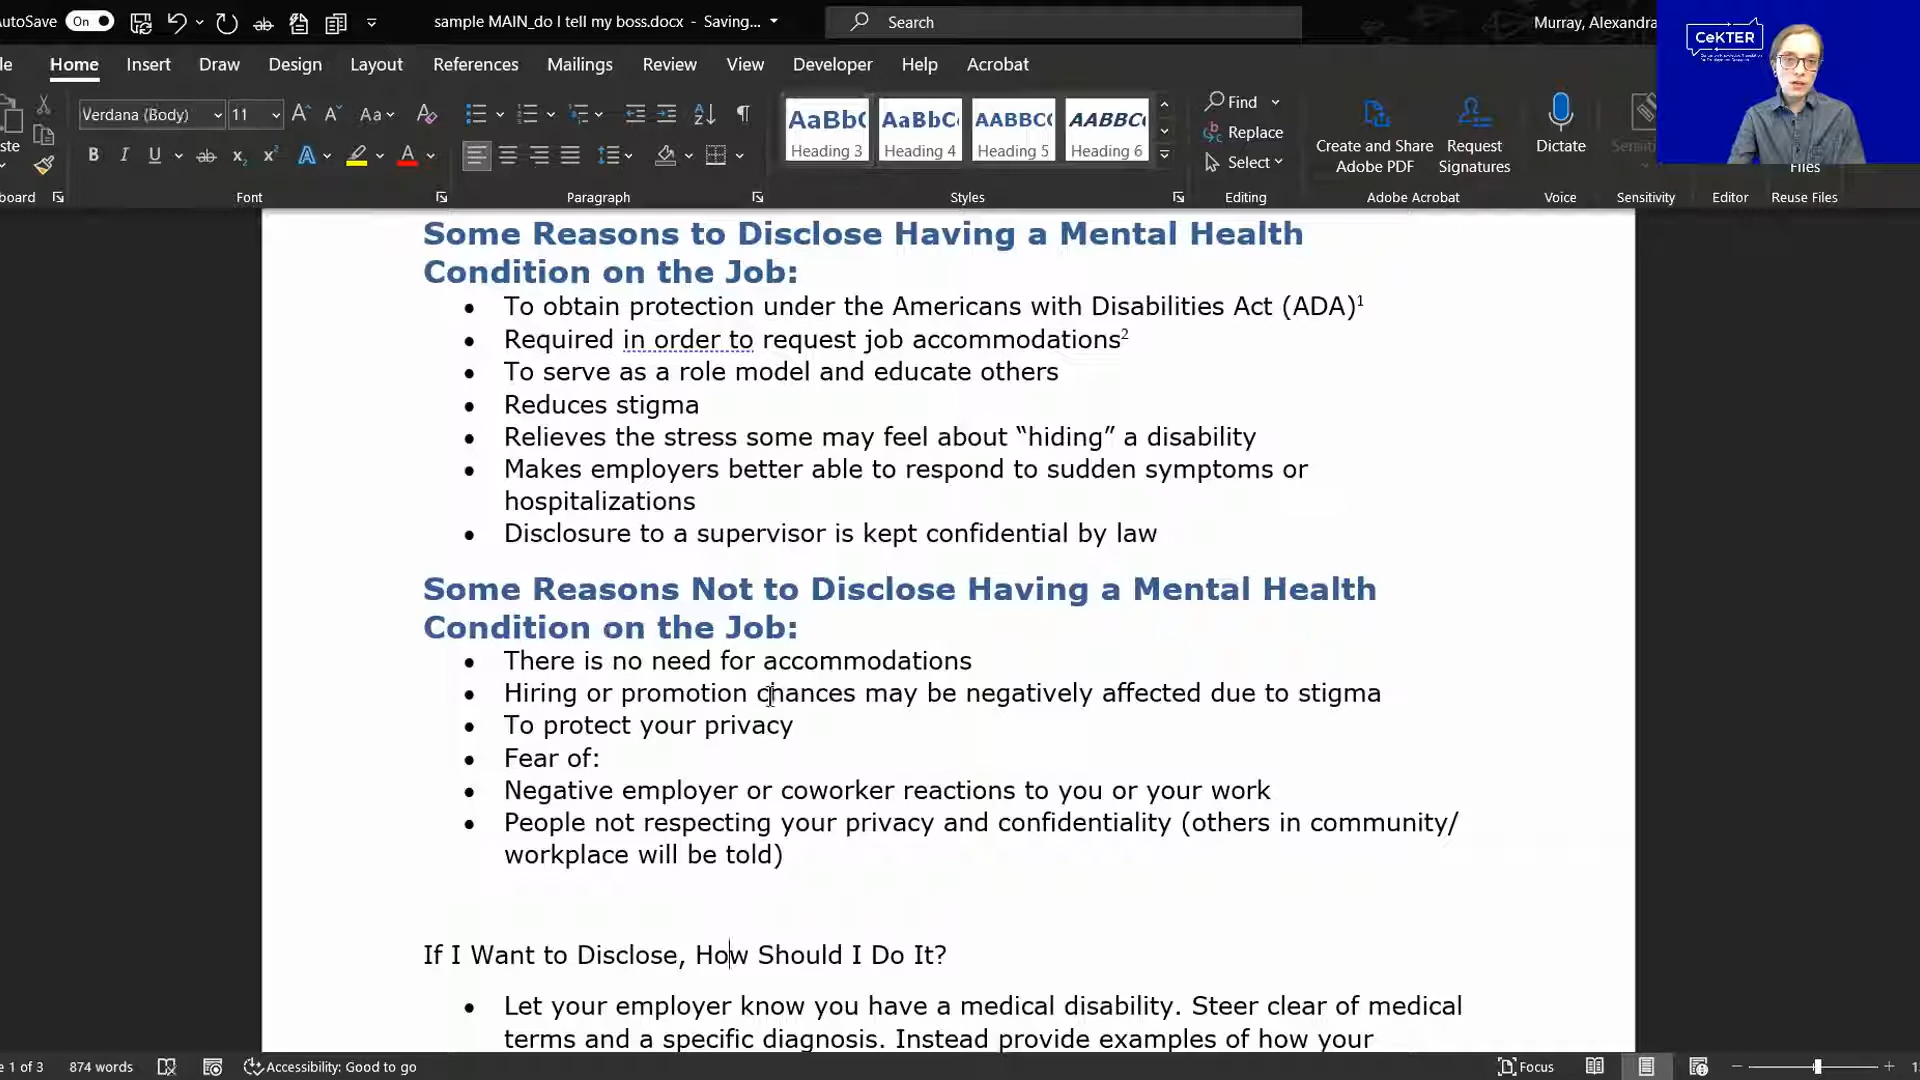 AutoSave On sample MAIN_do I tell my boss.docx - Saving... Search Murray, Alexandra
CeKTER
Home Insert Draw Design Layout References Mailings Review View Developer Help Acrobat
Verdana (Body) 11 Aa
Find
Replace
Select
AaBb( Heading 3
AaBbC Heading 4
AABBC Heading 5
AABBC Heading 6
Create and Share Adobe PDF
Request Signatures
Dictate
Files
Font Paragraph Styles Editing Adobe Acrobat Voice Sensitivity Editor Reuse Files
Some Reasons to Disclose Having a Mental Health
Condition on the Job:
• To obtain protection under the Americans with Disabilities Act (ADA)1
• Required in order to request job accommodations2
• To serve as a role model and educate others
• Reduces stigma
• Relieves the stress some may feel about “hiding” a disability
• Makes employers better able to respond to sudden symptoms or
hospitalizations
• Disclosure to a supervisor is kept confidential by law
Some Reasons Not to Disclose Having a Mental Health
Condition on the Job:
• There is no need for accommodations
• Hiring or promotion chances may be negatively affected due to stigma
• To protect your privacy
• Fear of:
• Negative employer or coworker reactions to you or your work
• People not respecting your privacy and confidentiality (others in community/
workplace will be told)
If I Want to Disclose, How Should I Do It?
• Let your employer know you have a medical disability. Steer clear of medical
terms and a specific diagnosis. Instead provide examples of how your
1 of 3 874 words Accessibility: Good to go Focus